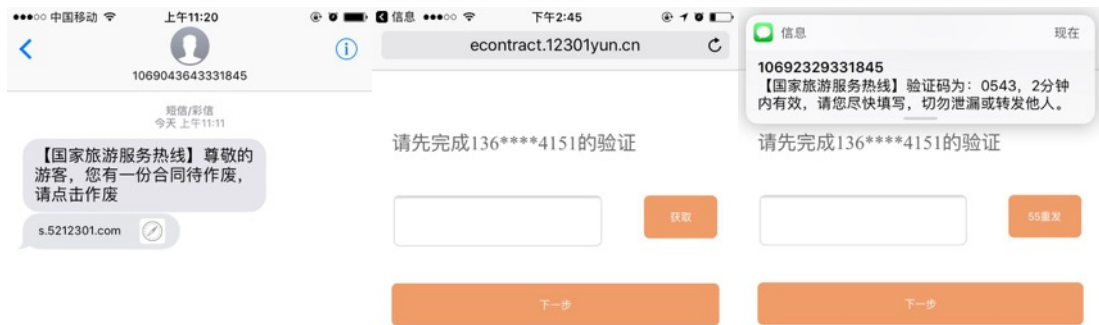 中国移动
上午11:20
1069043643331845
短信/彩信
今天 上午11:11
【国家旅游服务热线】尊敬的
游客，您有一份合同待作废，
请点击作废
s.5212301.com
信息
下午2:45
econtract.12301yun.cn
请先完成136****4151的验证
获取
下一步
信息
现在
10692329331845
【国家旅游服务热线】验证码为：0543，2分钟
内有效，请您尽快填写，切勿泄漏或转发他人。
请先完成136****4151的验证
55重发
下一步